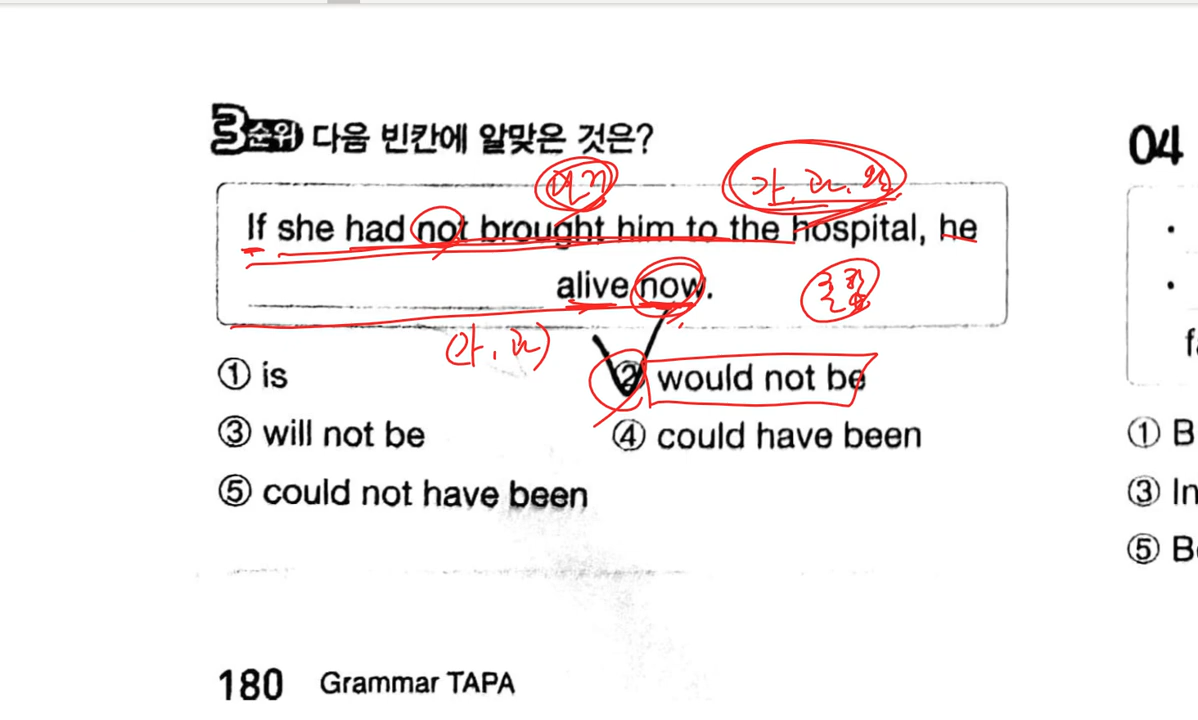 3순위 다음 빈칸에 알맞은 것은?
04
If she had not brought him to the hospital, he
____________ alive now.
혼합
가.과.완
(가.과)
① is
② would not be
③ will not be
④ could have been
⑤ could not have been
① B
③ In
⑤ Be
180 Grammar TAPA